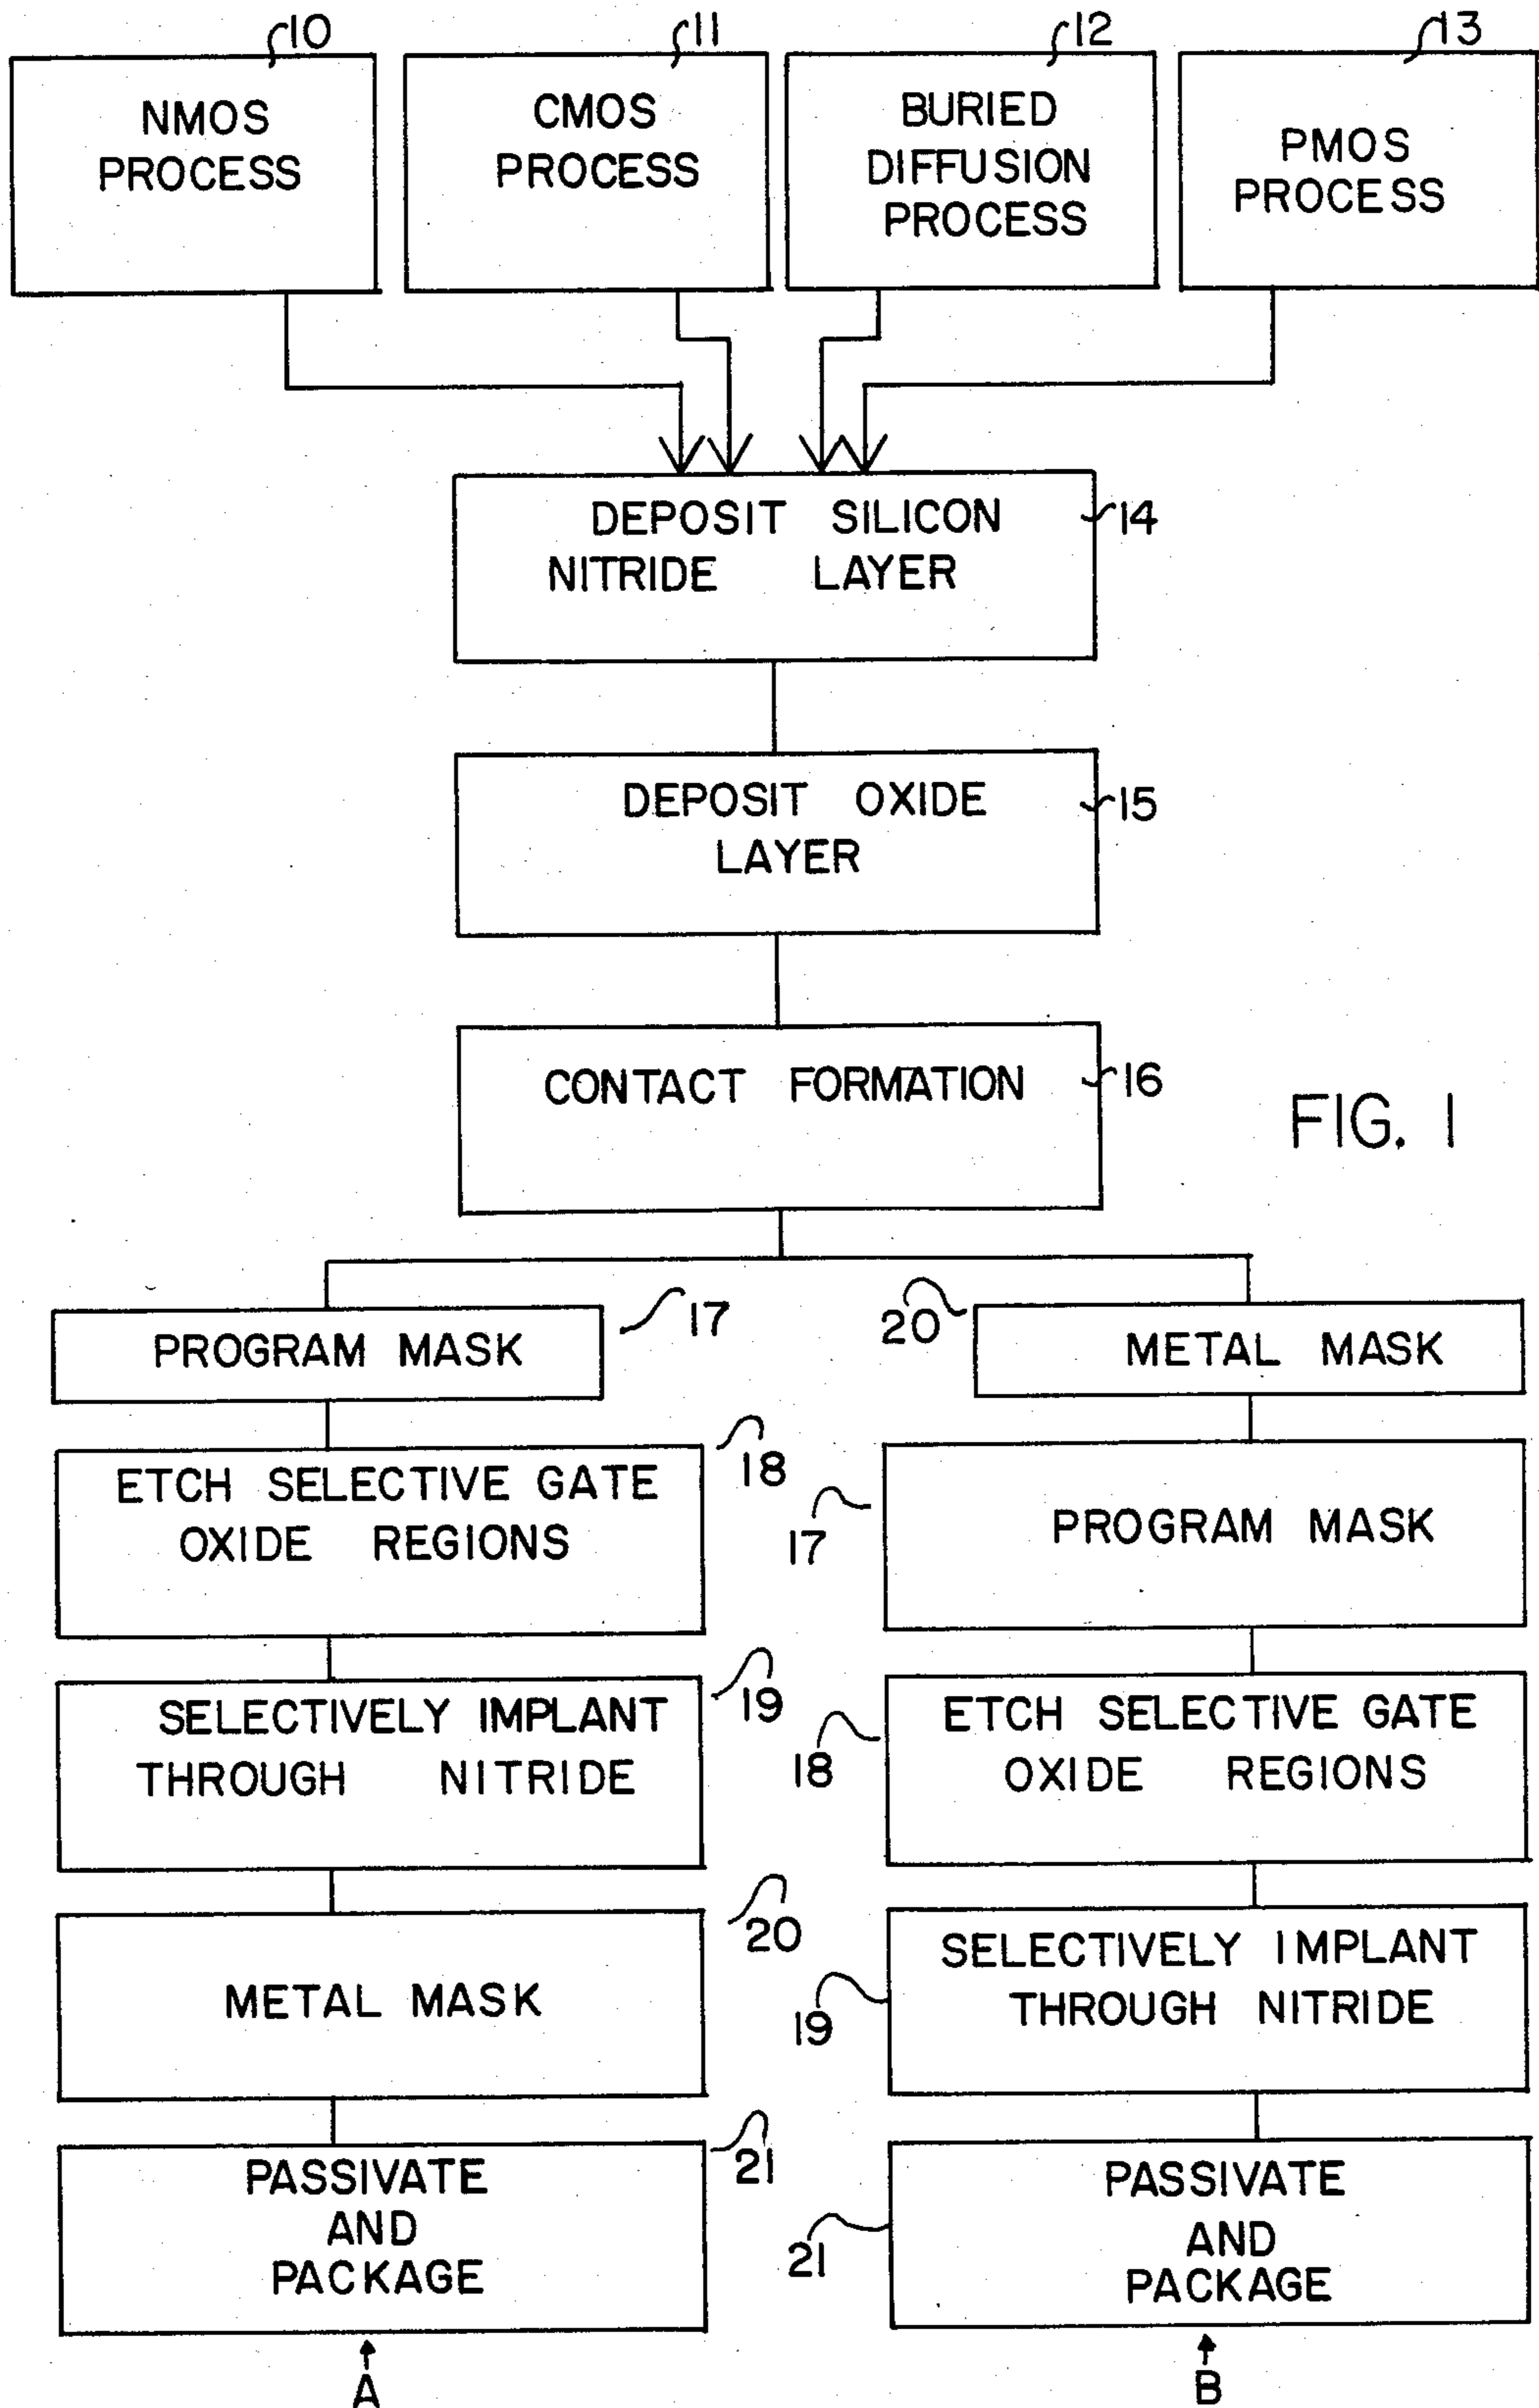 10
11
12
13
NMOS
PROCESS
CMOS
PROCESS
BURIED
DIFFUSION
PROCESS
PMOS
PROCESS
DEPOSIT SILICON
NITRIDE LAYER
14
DEPOSIT OXIDE
LAYER
15
CONTACT FORMATION
16
FIG. 1
PROGRAM MASK
17
ETCH SELECTIVE GATE
OXIDE REGIONS
18
SELECTIVELY IMPLANT
THROUGH NITRIDE
19
METAL MASK
20
PASSIVATE
AND
PACKAGE
21
A
20
METAL MASK
17
PROGRAM MASK
18
ETCH SELECTIVE GATE
OXIDE REGIONS
19
SELECTIVELY IMPLANT
THROUGH NITRIDE
21
PASSIVATE
AND
PACKAGE
B